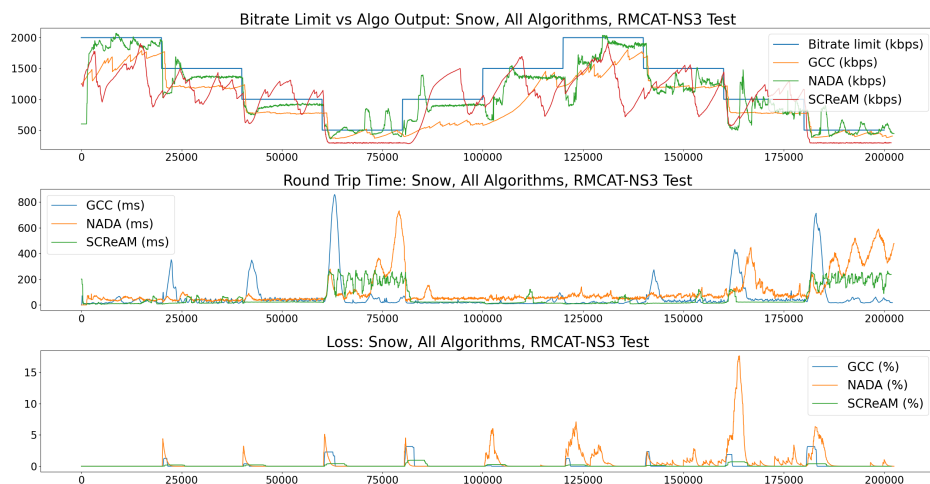 Bitrate Limit vs Algo Output: Snow, All Algorithms, RMCAT-NS3 Test
2000
1500
1000
500
Bitrate limit (kbps)
GCC (kbps)
NADA (kbps)
SCReAM (kbps)
0 25000 50000 75000 100000 125000 150000 175000 200000
Round Trip Time: Snow, All Algorithms, RMCAT-NS3 Test
800
600
400
200
0
GCC (ms)
NADA (ms)
SCReAM (ms)
0 25000 50000 75000 100000 125000 150000 175000 200000
Loss: Snow, All Algorithms, RMCAT-NS3 Test
15
10
5
0
GCC (%)
NADA (%)
SCReAM (%)
0 25000 50000 75000 100000 125000 150000 175000 200000